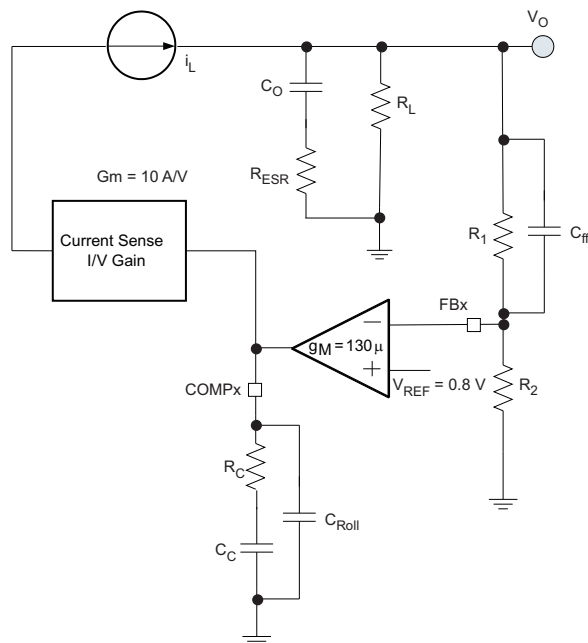 V_O
i_L
C_O
R_L
R_ESR
Gm = 10 A/V
Current Sense
I/V Gain
R_1
C_ff
FBx
g_M = 130 µ
V_REF = 0.8 V
R_2
COMPx
R_C
C_Roll
C_C